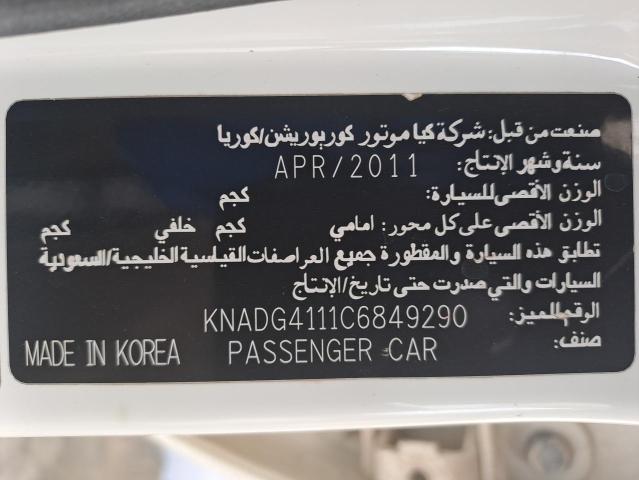 صنعت من قبل: شركة كيا موتور كوربوريشن/كوريا
سنة وشهر الإنتاج: APR/2011
الوزن الأقصى للسيارة: كجم
الوزن الأقصى على كل محور: امامي كجم خلفي كجم
تطابق هذه السيارة و المقطورة جميع العراصفات القياسية الخليجية/السعودية
السيارات والتي صدرت حتى تاريخ/الإنتاج
الرقم المميز: KNADG4111C6849290
صنف: PASSENGER CAR MADE IN KOREA